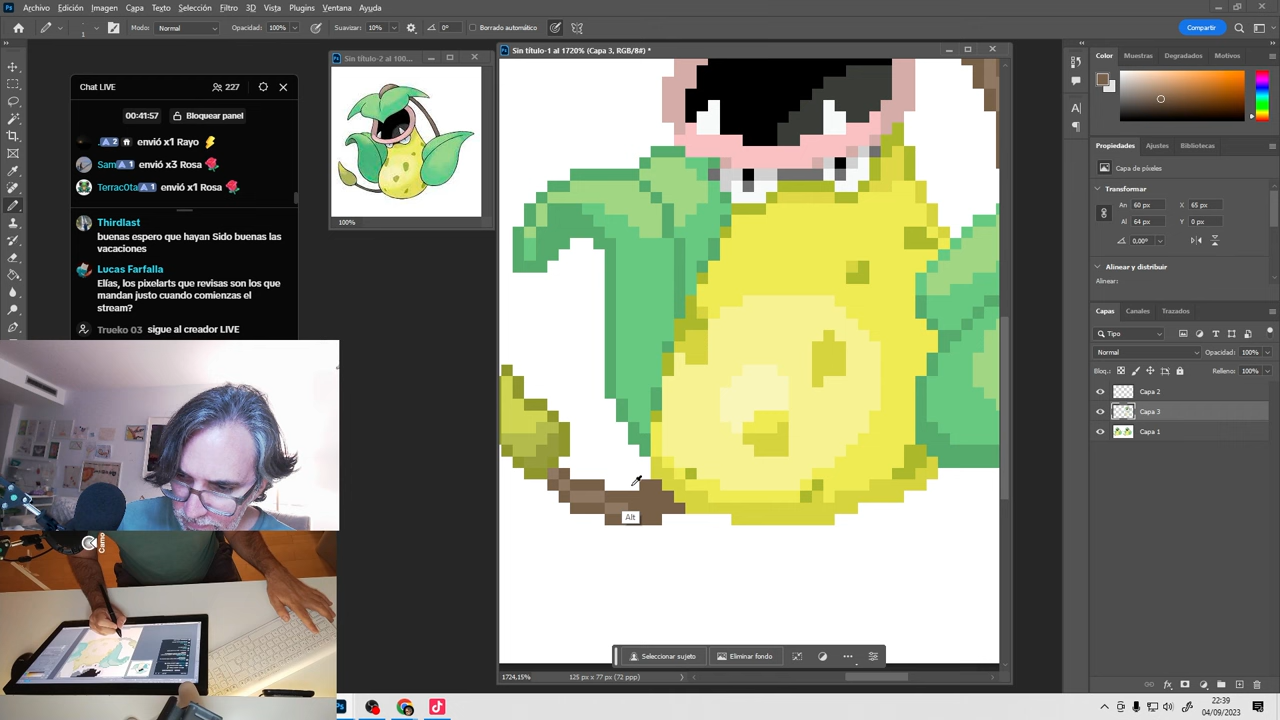 Archivo Edición Imagen Capa Texto Selección Filtro 3D Vista Plugins Ventana Ayuda
1 Modo: Normal Opacidad: 100% Suavizar: 10% 0° Borrado automático Compartir
Sin título-2 al 100...
100%
Sin título-1 al 1720% (Capa 3, RGB/8#) *
Chat LIVE 227
00:41:57 Bloquear panel
A 2 envió x1 Rayo
Sam A 1 envió x3 Rosa
TerracOtal A 1 envió x1 Rosa
Thirdlast
buenas espero que hayan Sido buenas las
vacaciones
Lucas Farfalla
Elías, los pixelarts que revisas son los que
mandan justo cuando comienzas el
stream?
Trueko 03 sigue al creador LIVE
Alt
Seleccionar sujeto Eliminar fondo
1724,15% 125 px x 77 px (72 ppp)
Color Muestras Degradados Motivos
Propiedades Ajustes Bibliotecas
Capa de píxeles
Transformar
An 60 px X 65 px
Al 64 px Y 0 px
0,00°
Alinear y distribuir
Alinear:
Capas Canales Trazados
Tipo
Normal Opacidad: 100%
Bloq.: Relleno: 100%
Capa 2
Capa 3
Capa 1
22:39
04/09/2023